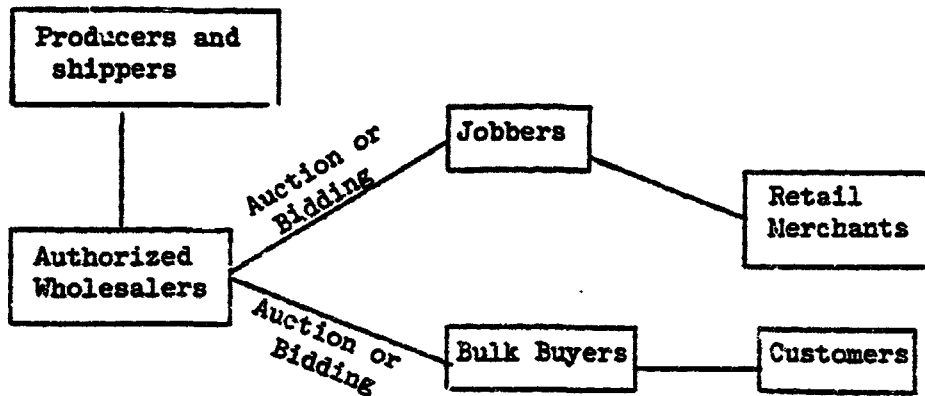 Producers and
shippers
Auction or
Bidding
Jobbers
Retail
Merchants
Authorized
Wholesalers
Auction or
Bidding
Bulk Buyers
Customers